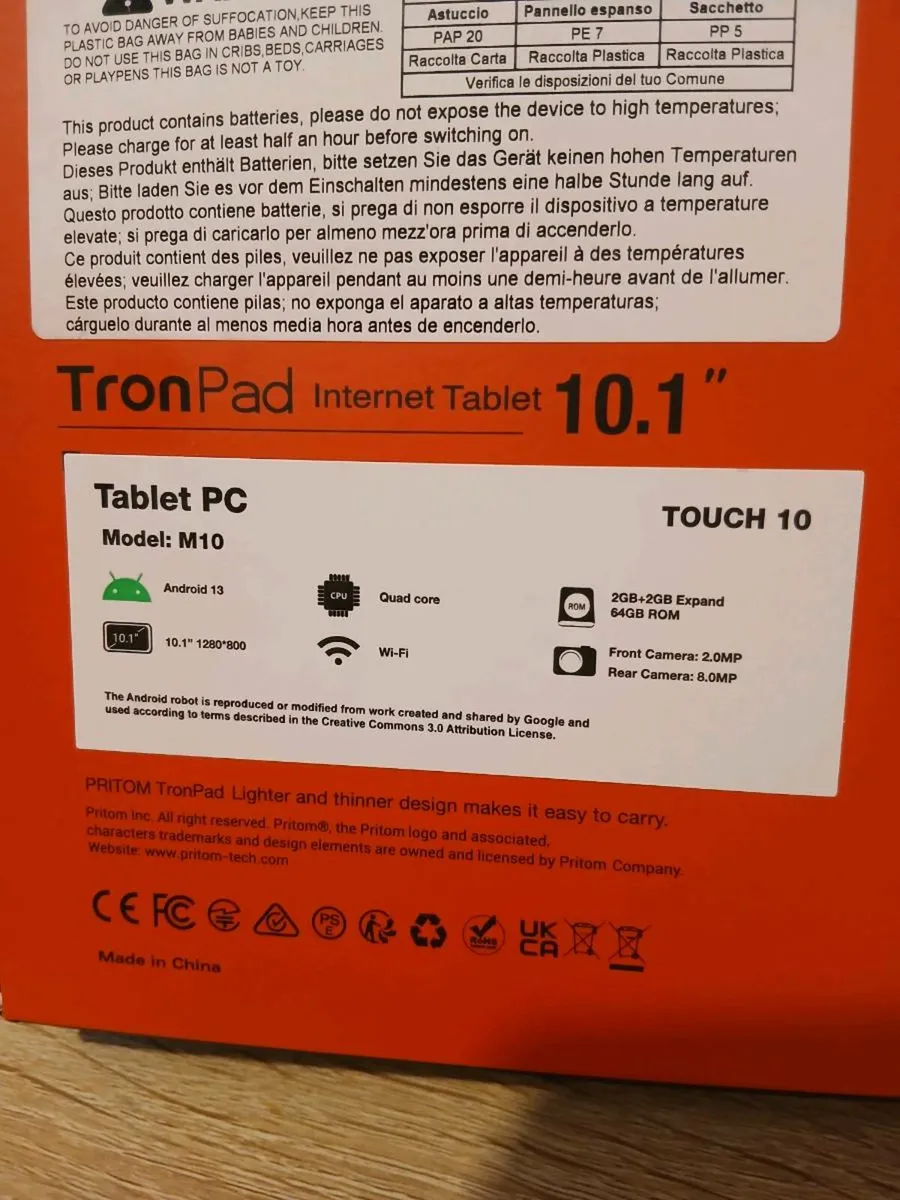 TO AVOID DANGER OF SUFFOCATION,KEEP THIS
PLASTIC BAG AWAY FROM BABIES AND CHILDREN.
DO NOT USE THIS BAG IN CRIBS,BEDS,CARRIAGES
OR PLAYPENS THIS BAG IS NOT A TOY.
Astuccio Pannello espanso Sacchetto
PAP 20 PE 7 PP 5
Raccolta Carta Raccolta Plastica Raccolta Plastica
Verifica le disposizioni del tuo Comune
This product contains batteries, please do not expose the device to high temperatures;
Please charge for at least half an hour before switching on.
Dieses Produkt enthält Batterien, bitte setzen Sie das Gerät keinen hohen Temperaturen
aus; Bitte laden Sie es vor dem Einschalten mindestens eine halbe Stunde lang auf.
Questo prodotto contiene batterie, si prega di non esporre il dispositivo a temperature
elevate; si prega di caricarlo per almeno mezz'ora prima di accenderlo.
Ce produit contient des piles, veuillez ne pas exposer l'appareil à des températures
élevées; veuillez charger l'appareil pendant au moins une demi-heure avant de l'allumer.
Este producto contiene pilas; no exponga el aparato a altas temperaturas;
cárguelo durante al menos media hora antes de encenderlo.
TronPad Internet Tablet 10.1"
Tablet PC
TOUCH 10
Model: M10
Android 13
CPU
Quad core
ROM
2GB+2GB Expand
64GB ROM
10.1"
10.1" 1280*800
Wi-Fi
Front Camera: 2.0MP
Rear Camera: 8.0MP
The Android robot is reproduced or modified from work created and shared by Google and
used according to terms described in the Creative Commons 3.0 Attribution License.
PRITOM TronPad Lighter and thinner design makes it easy to carry.
Pritom Inc. All right reserved. Pritom®, the Pritom logo and associated,
characters trademarks and design elements are owned and licensed by Pritom Company.
Website: www.pritom-tech.com
CE FC PS E RoHS UK CA
Made in China